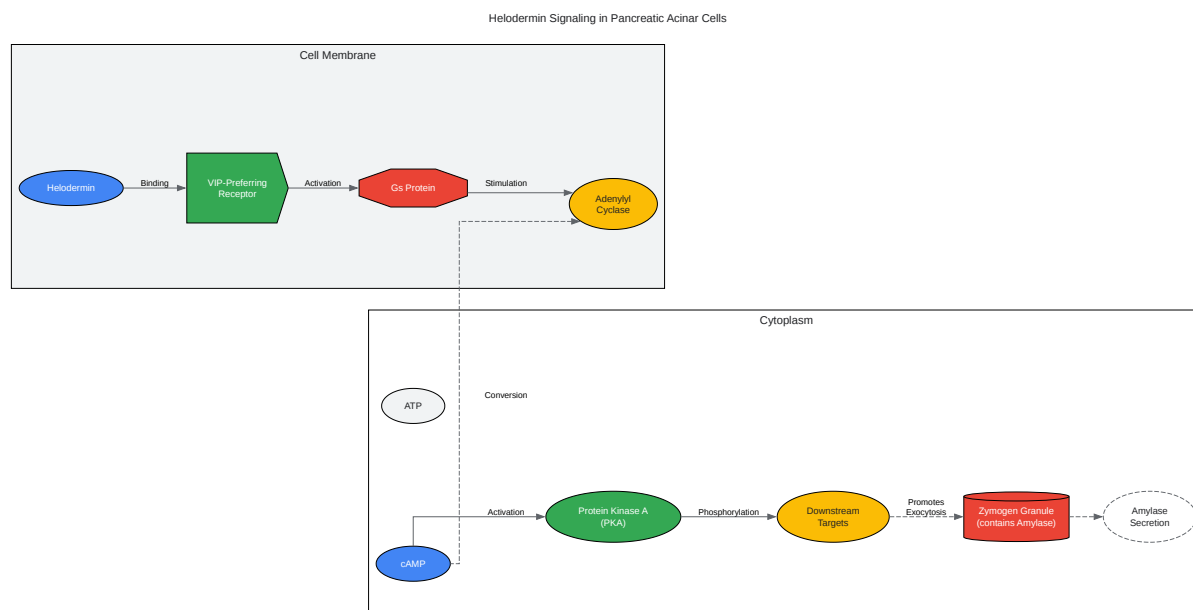 Helodermin Signaling in Pancreatic Acinar Cells
Cell Membrane
Helodermin
Binding
VIP-Preferring
Receptor
Activation
Gs Protein
Stimulation
Adenylyl
Cyclase
Cytoplasm
ATP
Conversion
cAMP
Activation
Protein Kinase A
(PKA)
Phosphorylation
Downstream
Targets
Promotes
Exocytosis
Zymogen Granule
(contains Amylase)
Amylase
Secretion